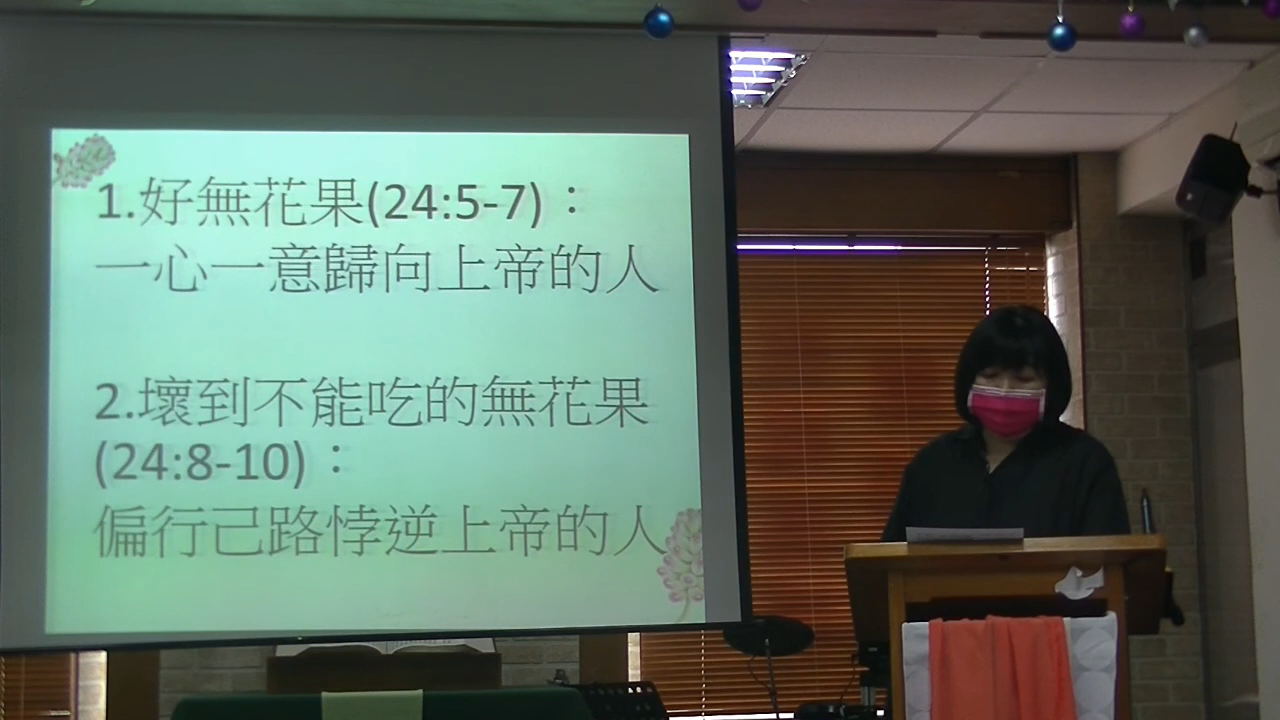 1.好無花果(24:5-7)：
一心一意歸向上帝的人
2.壞到不能吃的無花果
(24:8-10)：
偏行己路悖逆上帝的人